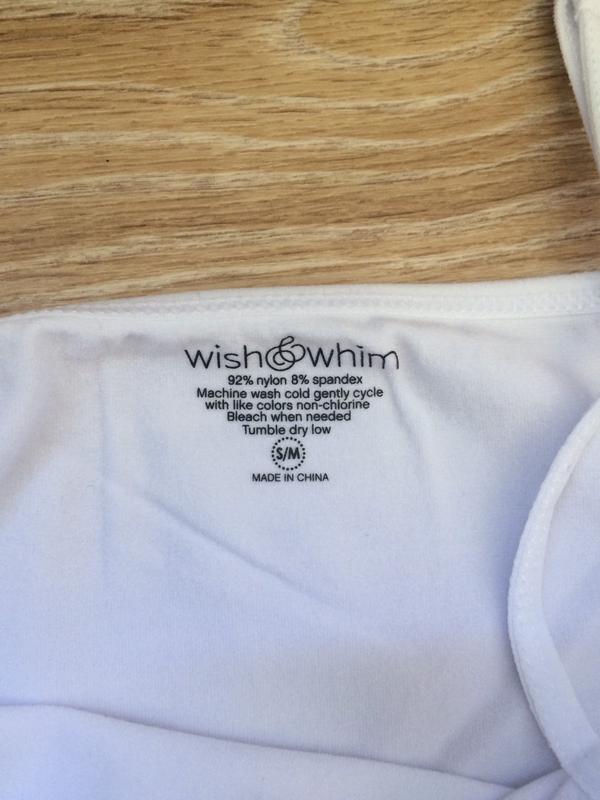 wish&whim
92% nylon 8% spandex
Machine wash cold gently cycle
with like colors non-chlorine
Bleach when needed
Tumble dry low
S/M
MADE IN CHINA